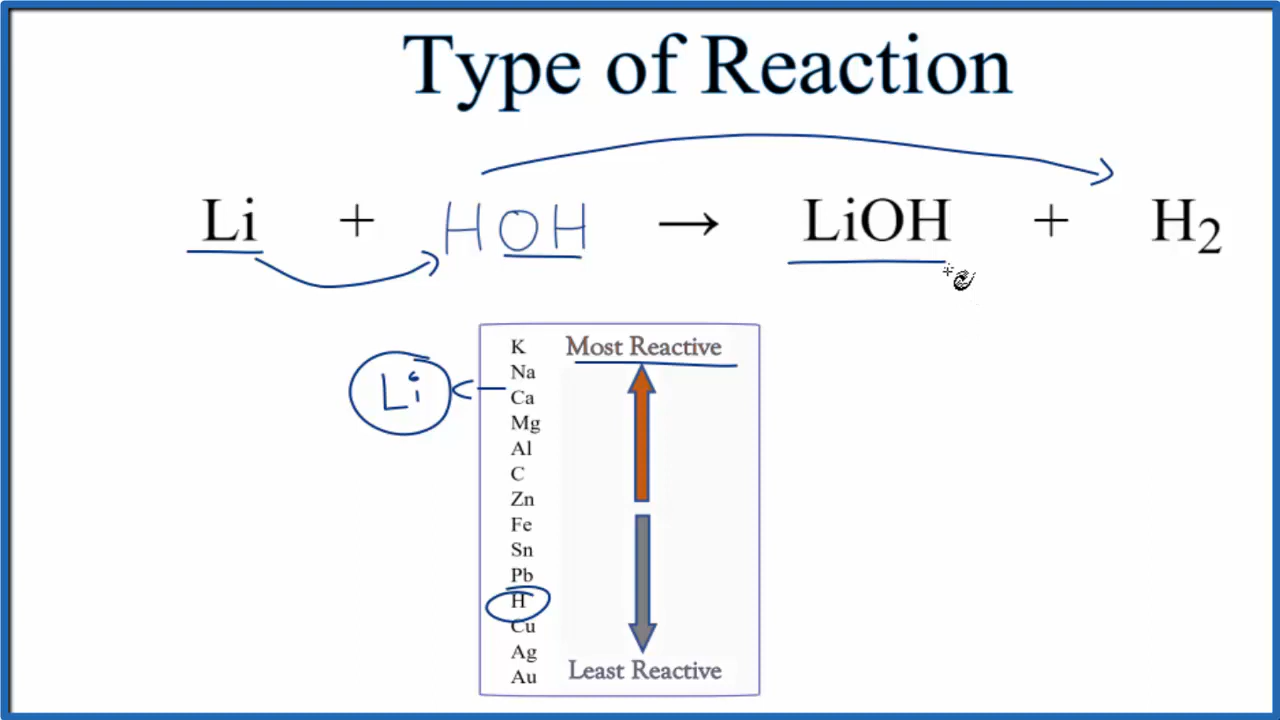 Type of Reaction
Li + HOH → LiOH + H₂
K Most Reactive
Na
Li
Ca
Mg
Al
C
Zn
Fe
Sn
Pb
H
Cu
Ag
Least Reactive
Au